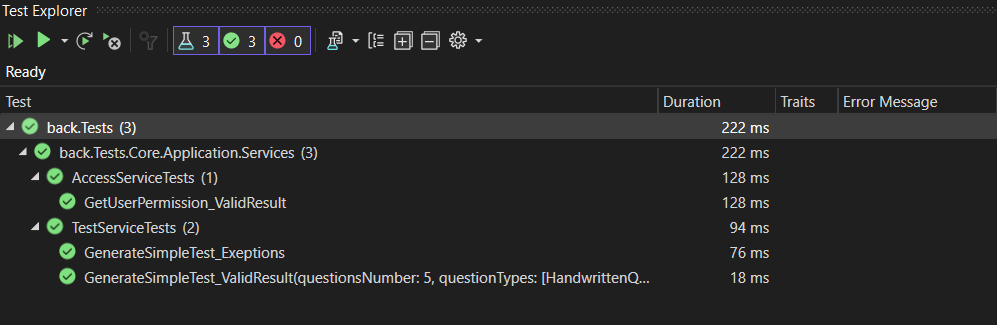 Test Explorer
3 3 0
Ready
Test Duration Traits Error Message
back.Tests (3) 222 ms
back.Tests.Core.Application.Services (3) 222 ms
AccessServiceTests (1) 128 ms
GetUserPermission_ValidResult 128 ms
TestServiceTests (2) 94 ms
GenerateSimpleTest_Exeptions 76 ms
GenerateSimpleTest_ValidResult(questionsNumber: 5, questionTypes: [HandwrittenQ... 18 ms